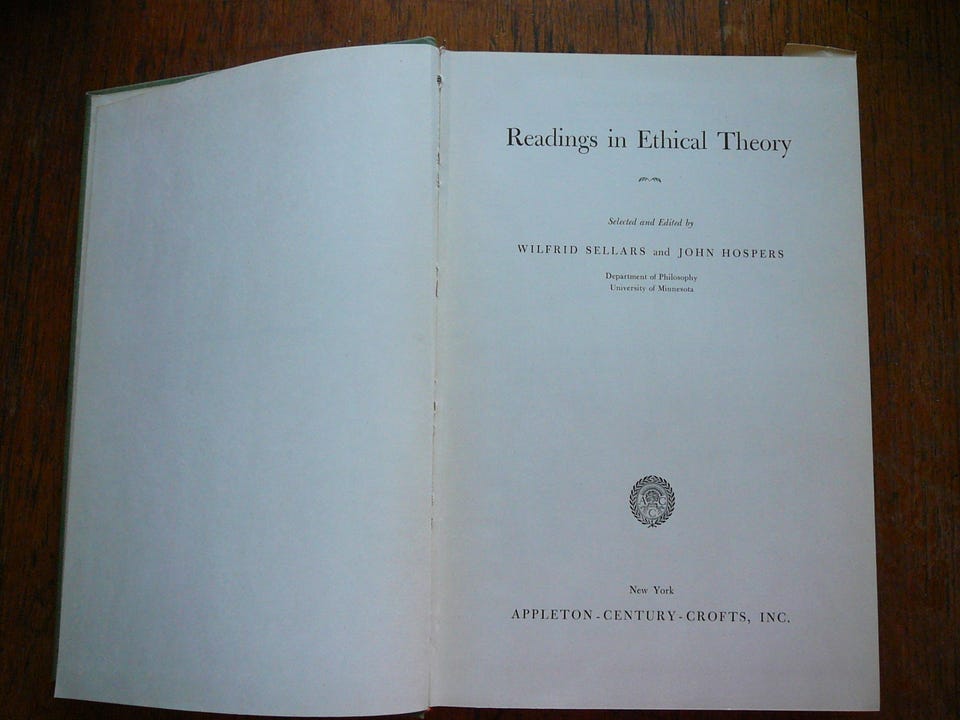 Readings in Ethical Theory
Selected and Edited by
WILFRID SELLARS and JOHN HOSPERS
Department of Philosophy
University of Minnesota
A C
C
New York
APPLETON-CENTURY-CROFTS, INC.